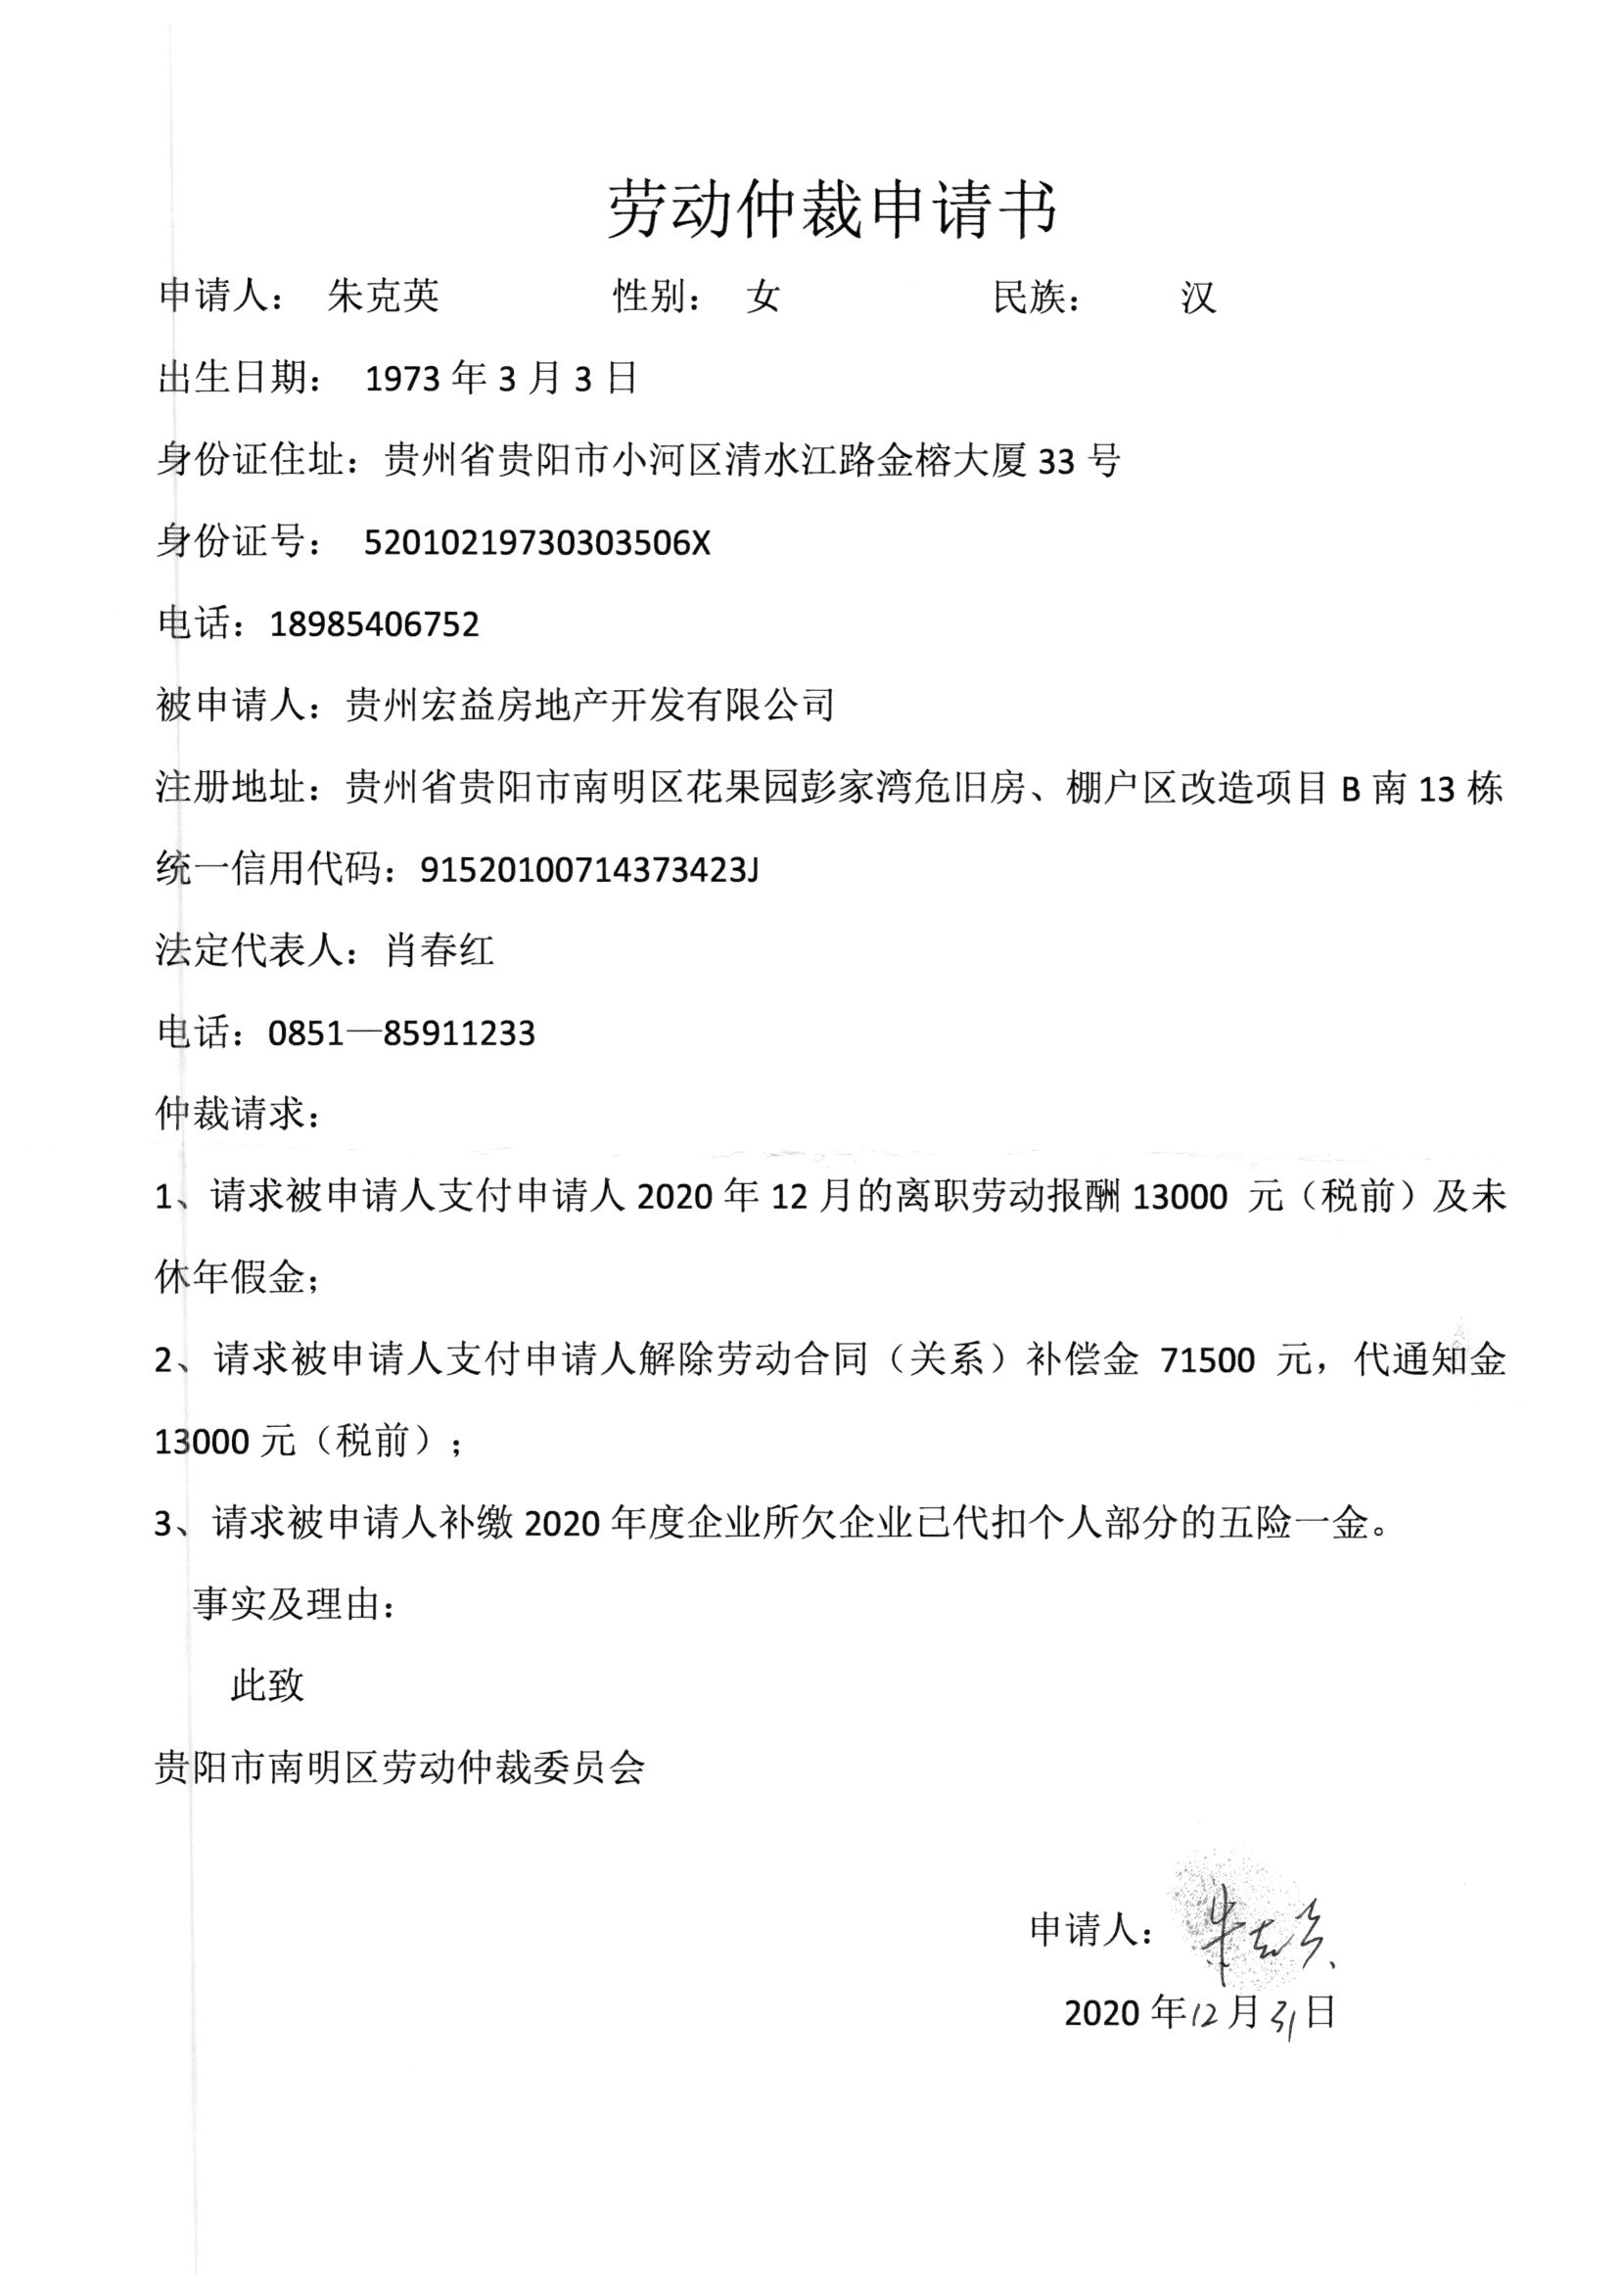 劳动仲裁申请书
申请人： 朱克英 性别： 女 民族： 汉
出生日期： 1973 年 3 月 3 日
身份证住址：贵州省贵阳市小河区清水江路金榕大厦 33 号
身份证号： 52010219730303506X
电话：18985406752
被申请人：贵州宏益房地产开发有限公司
注册地址：贵州省贵阳市南明区花果园彭家湾危旧房、棚户区改造项目 B 南 13 栋
统一信用代码：91520100714373423J
法定代表人：肖春红
电话：0851—85911233
仲裁请求：
1、请求被申请人支付申请人 2020 年 12 月的离职劳动报酬 13000 元（税前）及未
休年假金；
2、请求被申请人支付申请人解除劳动合同（关系）补偿金 71500 元，代通知金
13000 元（税前）；
3、请求被申请人补缴 2020 年度企业所欠企业已代扣个人部分的五险一金。
事实及理由：
此致
贵阳市南明区劳动仲裁委员会
申请人：朱克英
2020 年 12 月 31 日